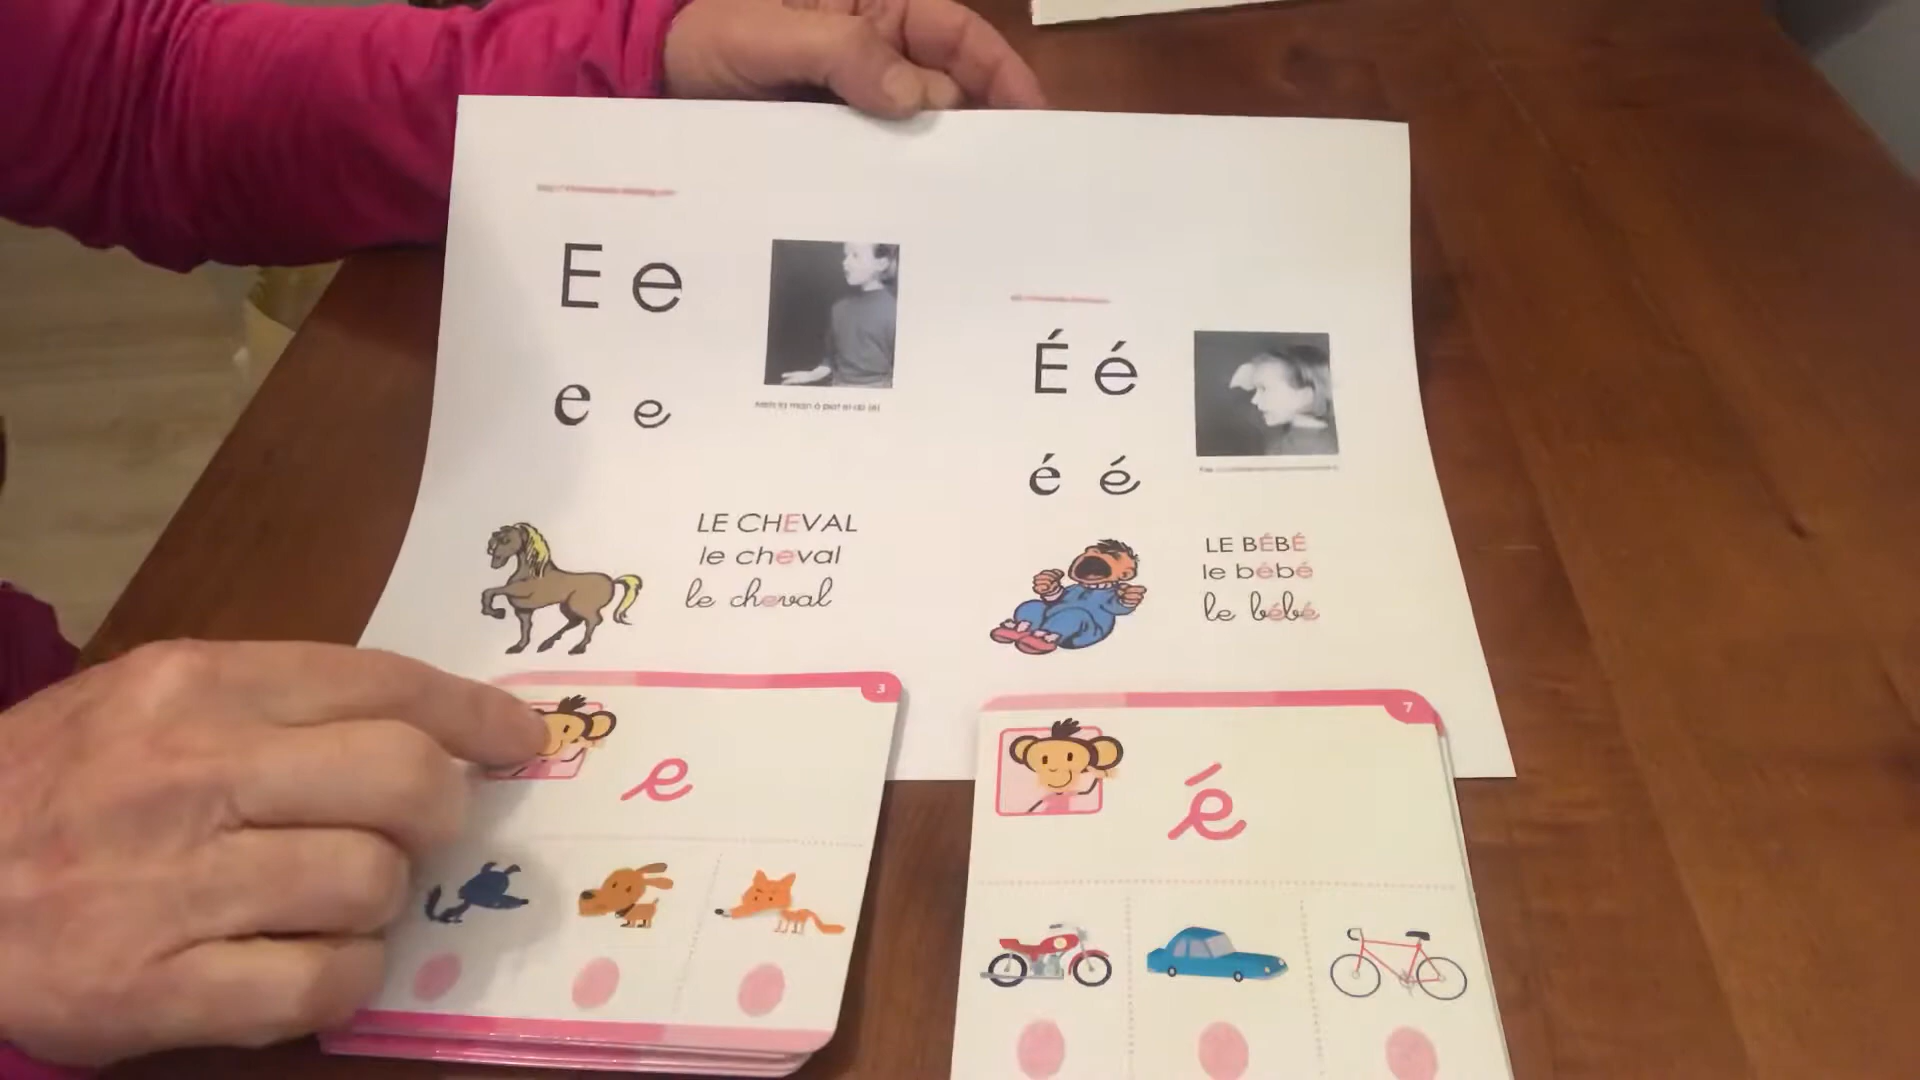 E e
e e
LE CHEVAL
le cheval
le cheval
É é
é é
LE BÉBÉ
le bébé
le bébé
3
e
7
é